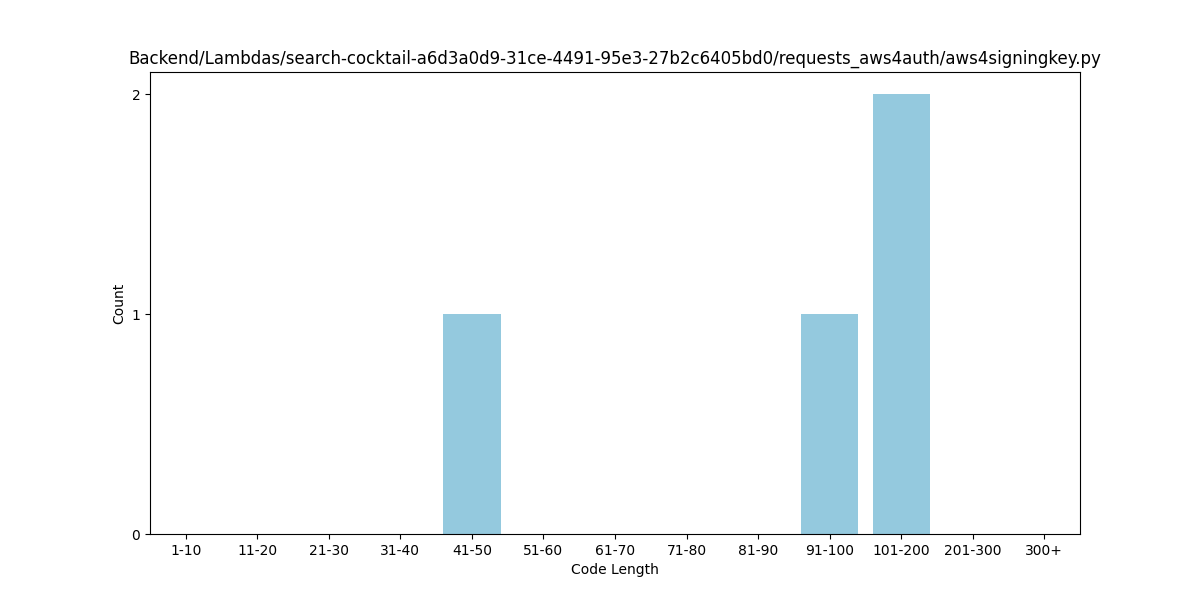 Backend/Lambdas/search-cocktail-a6d3a0d9-31ce-4491-95e3-27b2c6405bd0/requests_aws4auth/aws4signingkey.py
2
1
0
Count
1-10 11-20 21-30 31-40 41-50 51-60 61-70 71-80 81-90 91-100 101-200 201-300 300+
Code Length